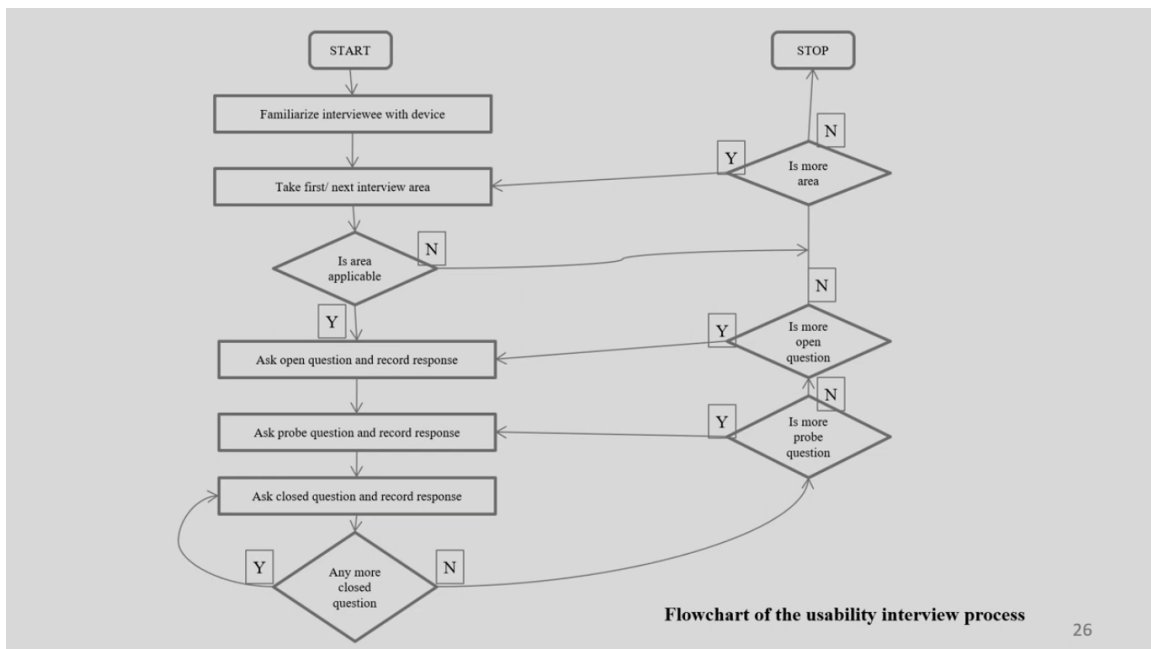 START
STOP
Familiarize interviewee with device
N
Y
Is more
area
Take first/ next interview area
N
Is area
applicable
Y
N
Is more
open
question
Y
Ask open question and record response
N
Y
Is more
probe
question
Ask probe question and record response
Ask closed question and record response
Y
N
Any more
closed
question
Flowchart of the usability interview process
26